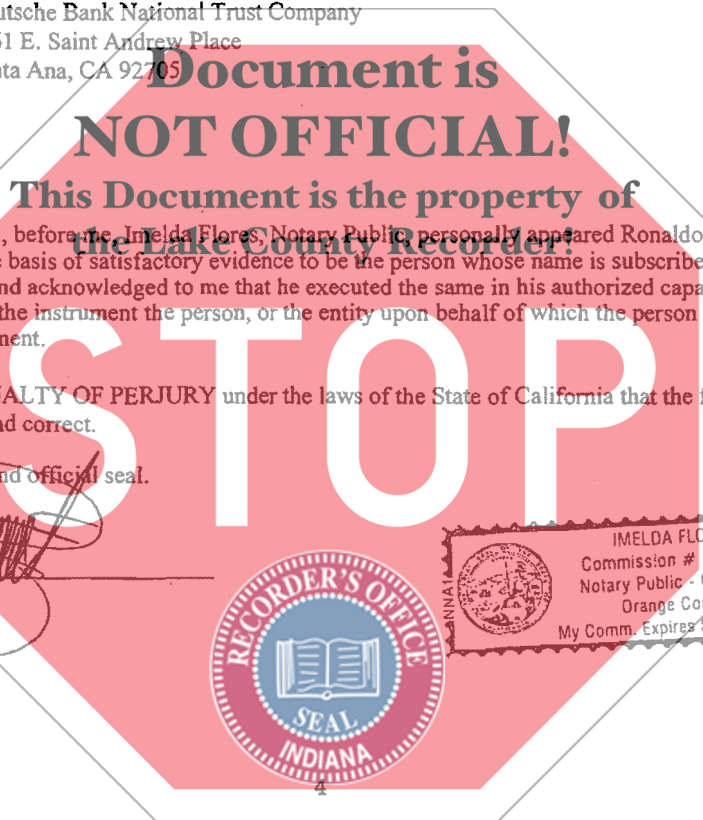 utsche Bank National Trust Company
51 E. Saint Andrew Place
nta Ana, CA 92705
Document is
NOT OFFICIAL!
This Document is the property of
the Lake County Recorder!
, before me, Imelda Flores, Notary Public, personally appeared Ronaldo
e basis of satisfactory evidence to be the person whose name is subscribe
nd acknowledged to me that he executed the same in his authorized capa
the instrument the person, or the entity upon behalf of which the person
ment.
ALTY OF PERJURY under the laws of the State of California that the f
nd correct.
nd official seal.
STOP
IMELDA FLO
Commission #
Notary Public -
Orange Co
My Comm. Expires
RECORDER'S OFFICE
SEAL
INDIANA
4